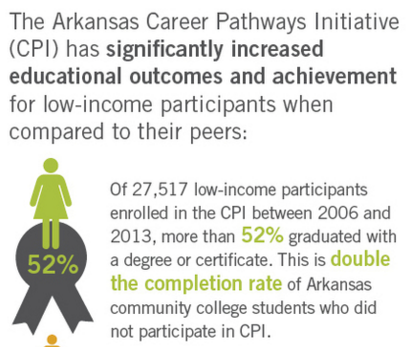 The Arkansas Career Pathways Initiative
(CPI) has significantly increased
educational outcomes and achievement
for low-income participants when
compared to their peers:
Of 27,517 low-income participants
enrolled in the CPI between 2006 and
2013, more than 52% graduated with
a degree or certificate. This is double
the completion rate of Arkansas
community college students who did
not participate in CPI.
52%